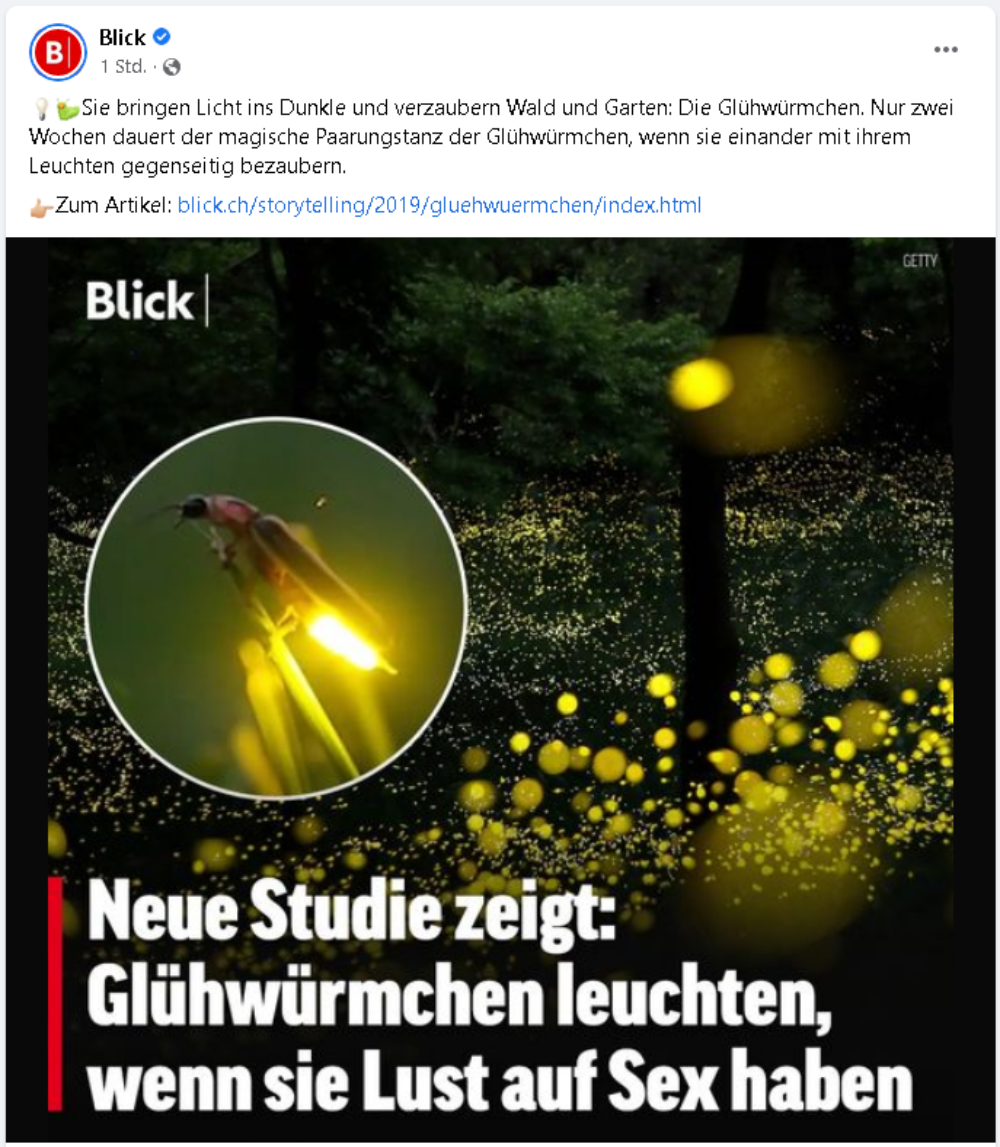 Blick
1 Std. ·
Sie bringen Licht ins Dunkle und verzaubern Wald und Garten: Die Glühwürmchen. Nur zwei
Wochen dauert der magische Paarungstanz der Glühwürmchen, wenn sie einander mit ihrem
Leuchten gegenseitig bezaubern.
Zum Artikel: blick.ch/storytelling/2019/gluehwuermchen/index.html
GETTY
Blick
Neue Studie zeigt:
Glühwürmchen leuchten,
wenn sie Lust auf Sex haben